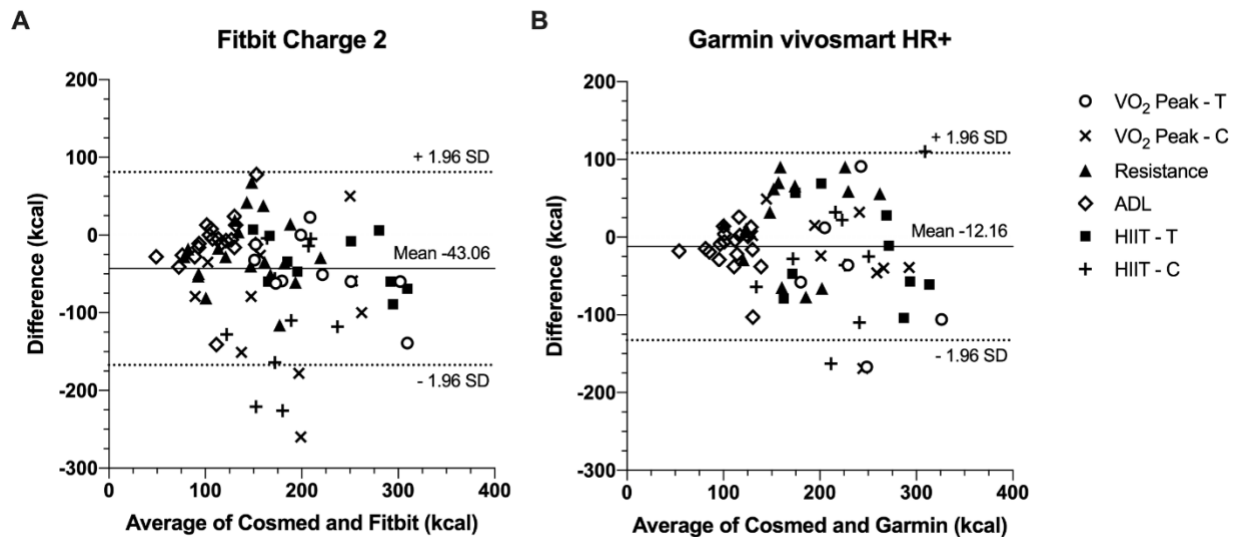 A
Fitbit Charge 2
200
100
0
-100
-200
-300
Difference (kcal)
+ 1.96 SD
Mean -43.06
- 1.96 SD
0 100 200 300 400
Average of Cosmed and Fitbit (kcal)
B
Garmin vivosmart HR+
200
100
0
-100
-200
-300
Difference (kcal)
+ 1.96 SD
Mean -12.16
- 1.96 SD
0 100 200 300 400
Average of Cosmed and Garmin (kcal)
VO₂ Peak - T
VO₂ Peak - C
Resistance
ADL
HIIT - T
HIIT - C